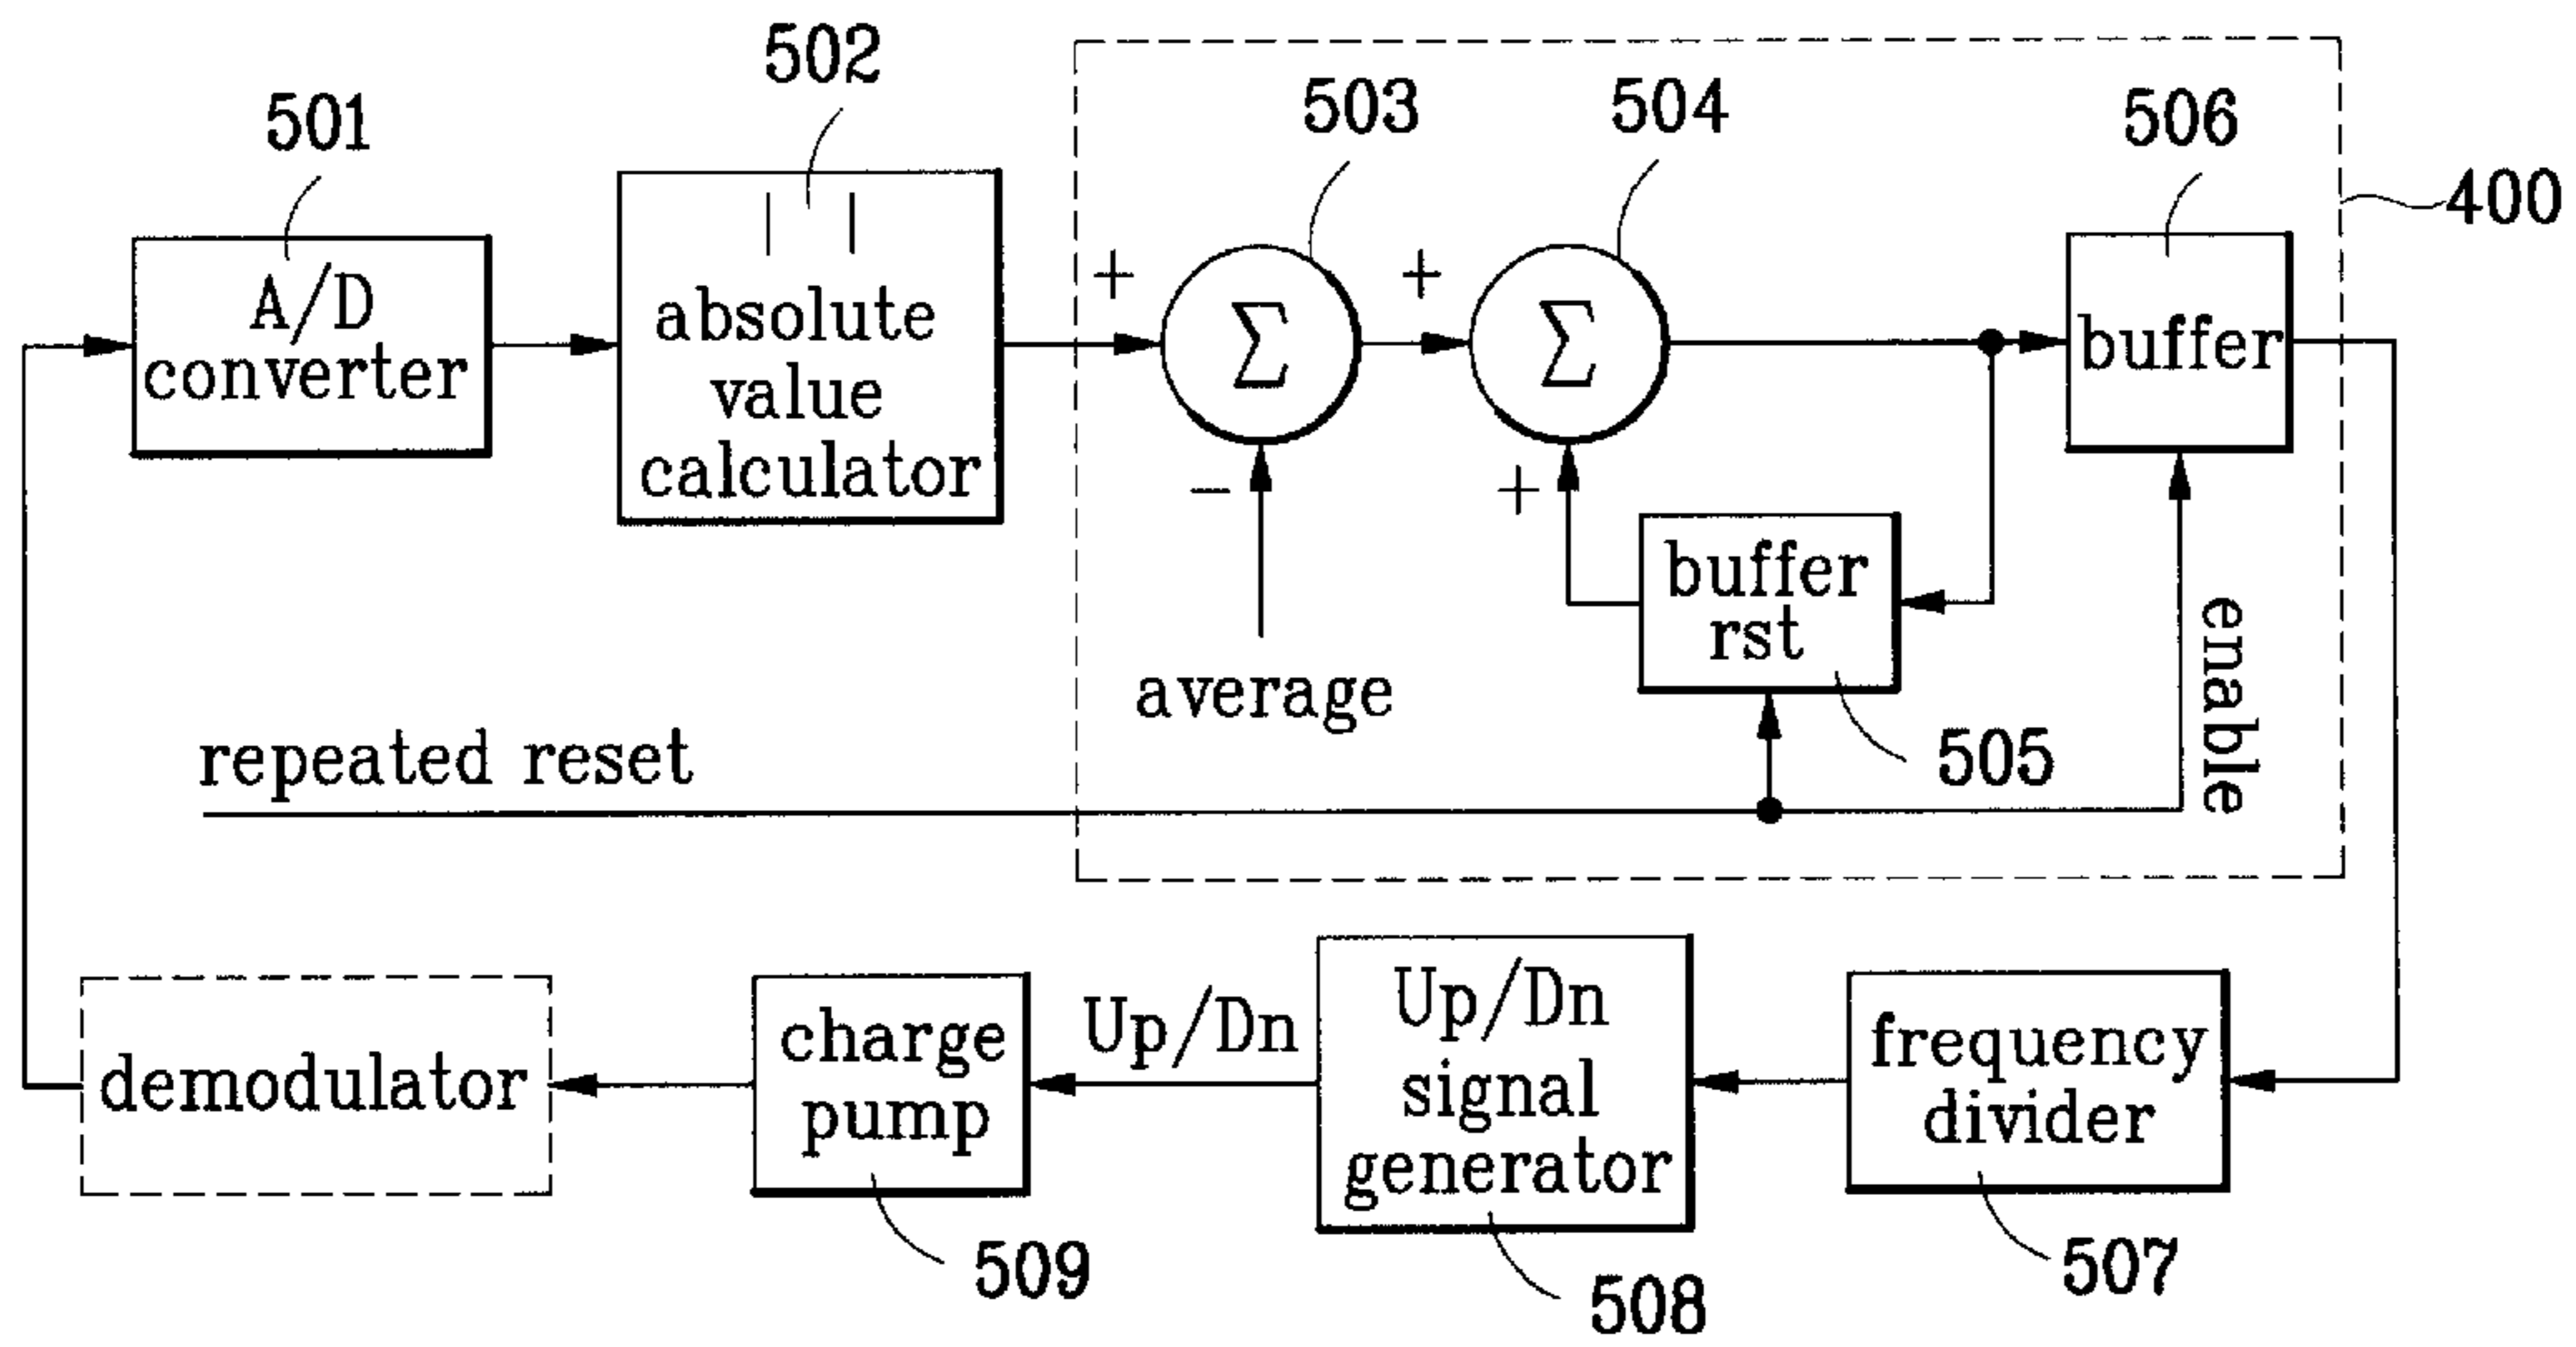 502
503
504
506
501
400
| |
A/D
converter
absolute
value
calculator
+
Σ
+
Σ
buffer
-
+
buffer
rst
enable
average
505
repeated reset
demodulator
charge
pump
Up/Dn
Up/Dn
signal
generator
frequency
divider
509
508
507